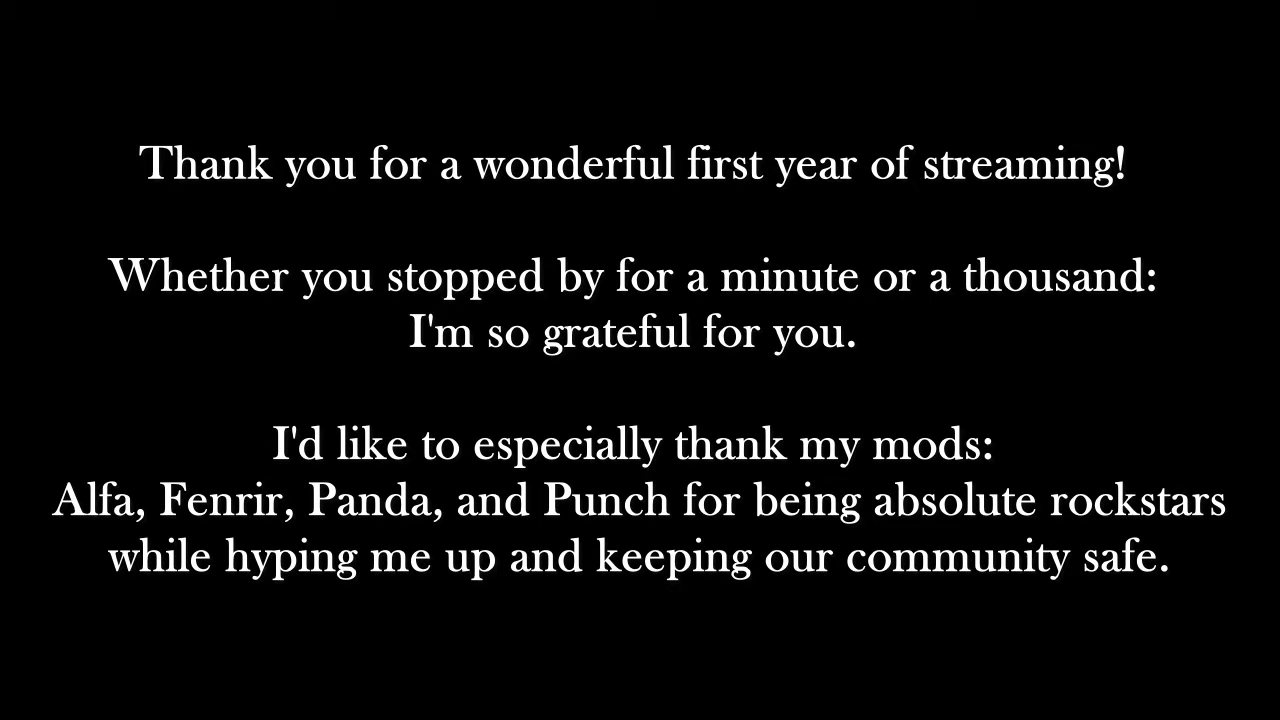 Thank you for a wonderful first year of streaming!
Whether you stopped by for a minute or a thousand:
I'm so grateful for you.
I'd like to especially thank my mods:
Alfa, Fenrir, Panda, and Punch for being absolute rockstars
while hyping me up and keeping our community safe.